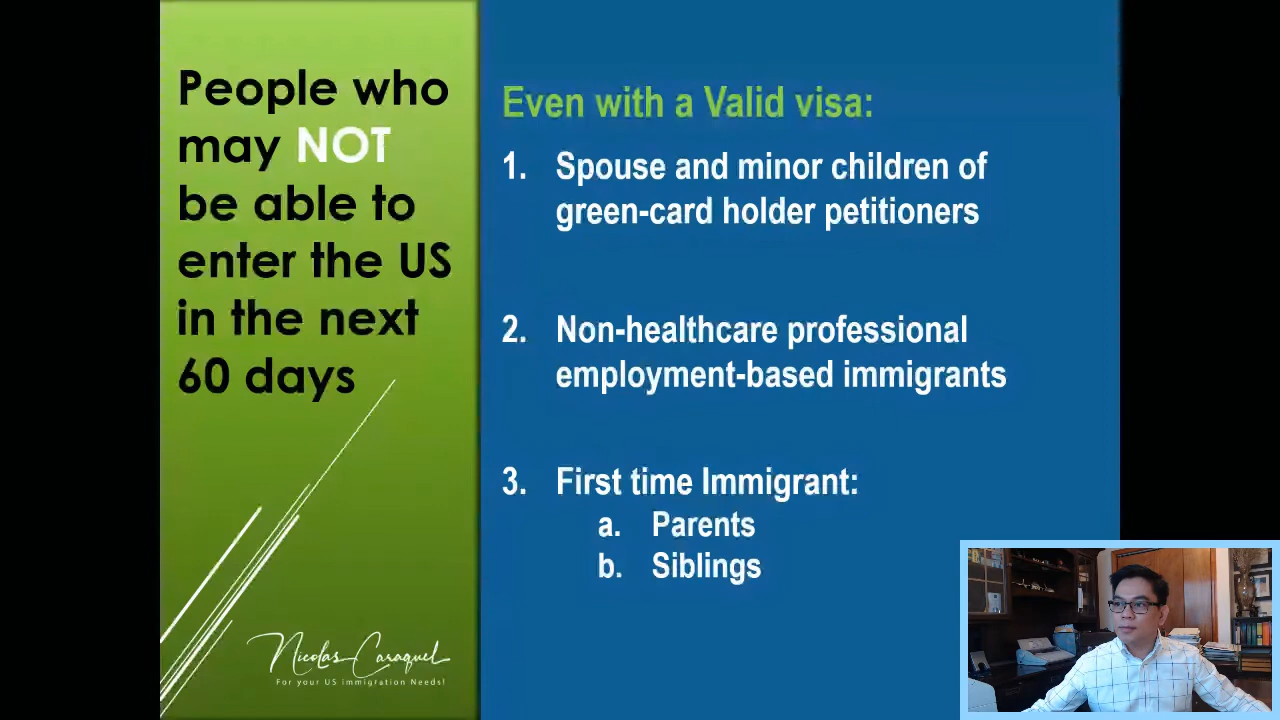 People who
may NOT
be able to
enter the US
in the next
60 days
Nicolas Caraquel
For your US immigration Needs!
Even with a Valid visa:
1. Spouse and minor children of
green-card holder petitioners
2. Non-healthcare professional
employment-based immigrants
3. First time Immigrant:
a. Parents
b. Siblings